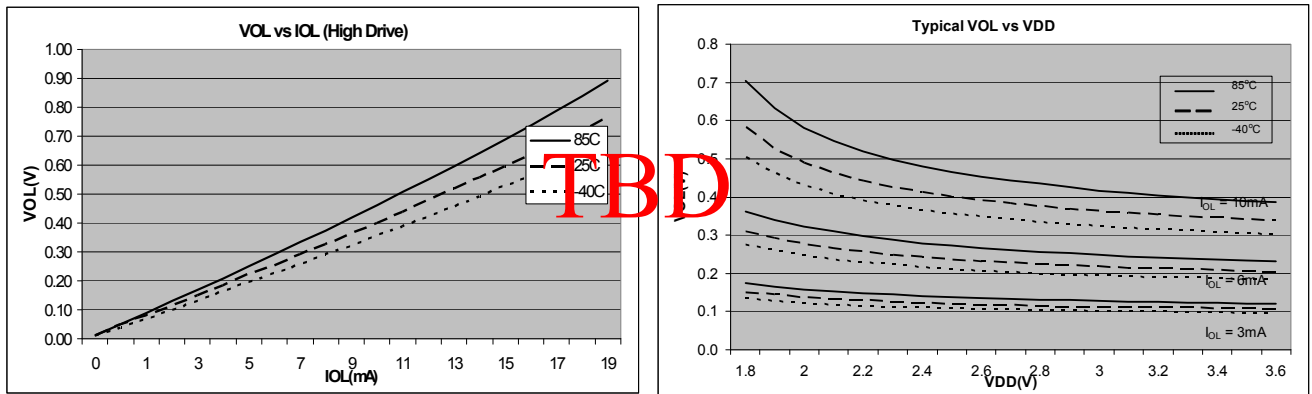 VOL vs IOL (High Drive)
1.00
0.90
0.80
0.70
0.60
0.50
0.40
0.30
0.20
0.10
0.00
VOL(V)
85C
25C
-40C
0 1 3 5 7 9 11 13 15 17 19
IOL(mA)
TBD
Typical VOL vs VDD
0.8
0.7
0.6
0.5
0.4
0.3
0.2
0.1
0.0
85°C
25°C
-40°C
IOL = 10mA
IOL = 6mA
IOL = 3mA
1.8 2 2.2 2.4 2.6 2.8 3 3.2 3.4 3.6
VDD(V)